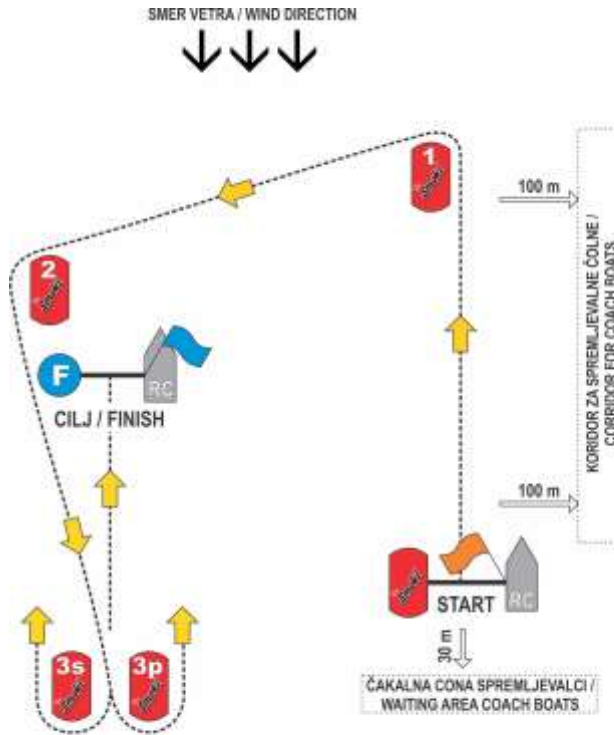 SMER VETRA / WIND DIRECTION
1
100 m
2
KORIDOR ZA SPREMLJEVALNE ČOLNE /
CORRIDOR FOR COACH BOATS
F
RC
CILJ / FINISH
100 m
START
RC
30 m
3s
3p
ČAKALNA CONA SPREMLJEVALCI /
WAITING AREA COACH BOATS